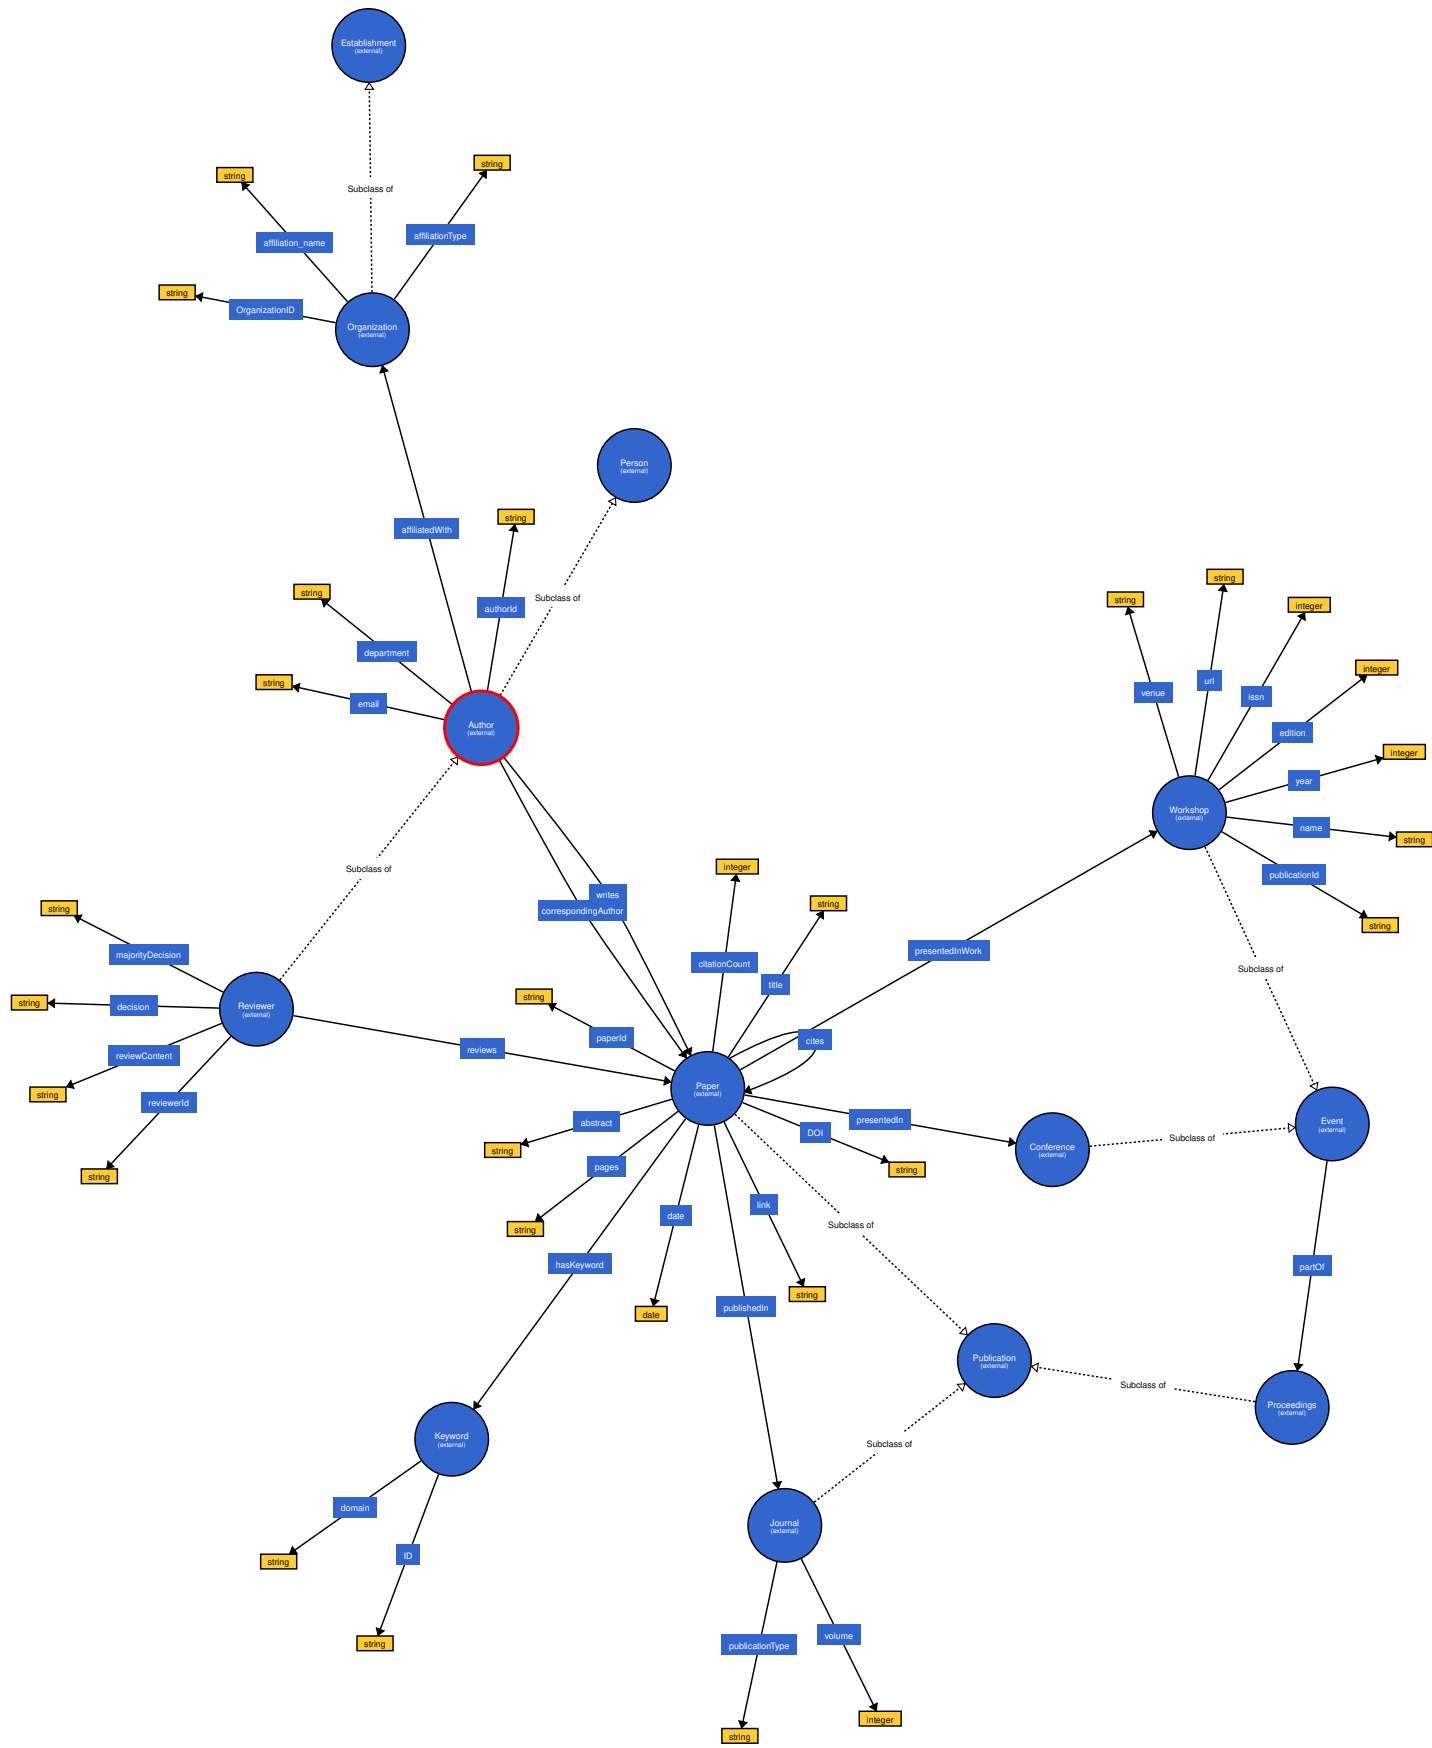 Establishment
(external)
string
string
Subclass of
affiliationType
affiliation_name
string
OrganizationID
Organization
(external)
Person
(external)
string
affiliatedWith
string
string
string
integer
string
Subclass of
authorId
department
integer
string
url
venue
issn
email
Author
(external)
edition
integer
year
Workshop
(external)
name
string
integer
Subclass of
publicationId
writes
string
string
correspondingAuthor
string
majorityDecision
presentedInWork
citationCount
Subclass of
title
string
string
decision
Reviewer
(external)
paperId
cites
reviews
reviewContent
Paper
(external)
string
reviewerId
presentedIn
abstract
Event
(external)
DOI
Subclass of
string
Conference
(external)
pages
string
string
link
date
Subclass of
string
hasKeyword
partOf
string
publishedIn
date
Publication
(external)
Subclass of
Proceedings
(external)
Keyword
(external)
Subclass of
domain
Journal
(external)
ID
string
volume
string
publicationType
integer
string